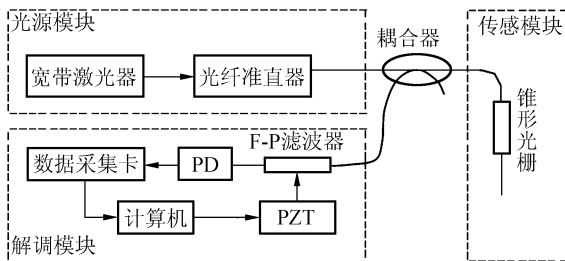 光源模块
宽带激光器
光纤准直器
耦合器
传感模块
锥形光栅
F-P滤波器
数据采集卡
PD
计算机
PZT
解调模块